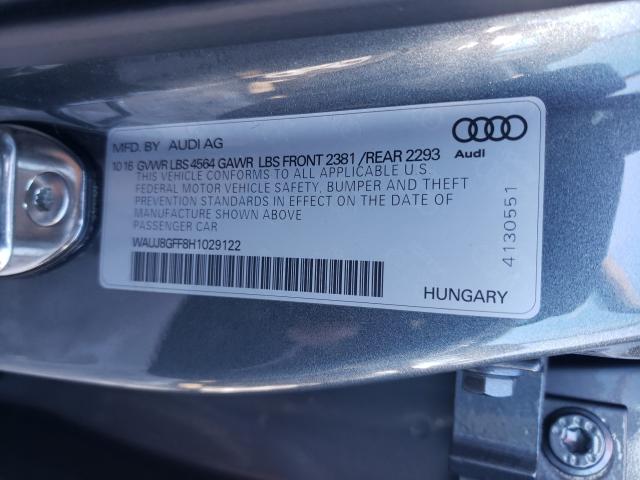 MFD. BY AUDI AG
10 16 GVWR LBS 4564 GAWR LBS FRONT 2381 /REAR 2293
THIS VEHICLE CONFORMS TO ALL APPLICABLE U.S.
FEDERAL MOTOR VEHICLE SAFETY, BUMPER AND THEFT
PREVENTION STANDARDS IN EFFECT ON THE DATE OF
MANUFACTURE SHOWN ABOVE
PASSENGER CAR
WAUJ8GFF8H1029122
HUNGARY
Audi
4130551